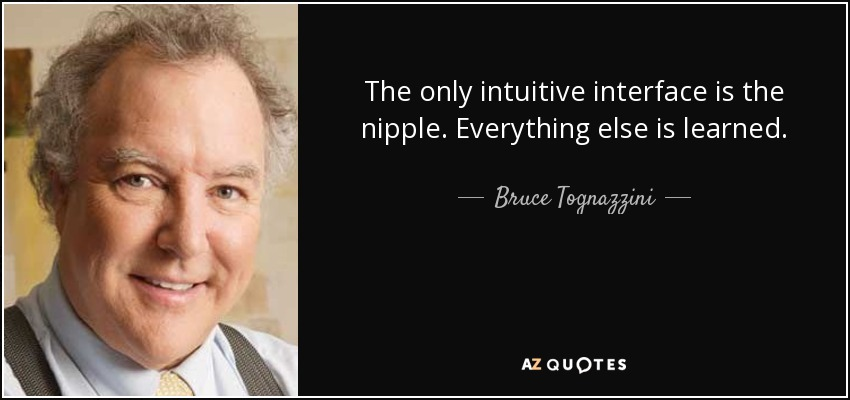 The only intuitive interface is the
nipple. Everything else is learned.
Bruce Tognazzini
AZ QUOTES